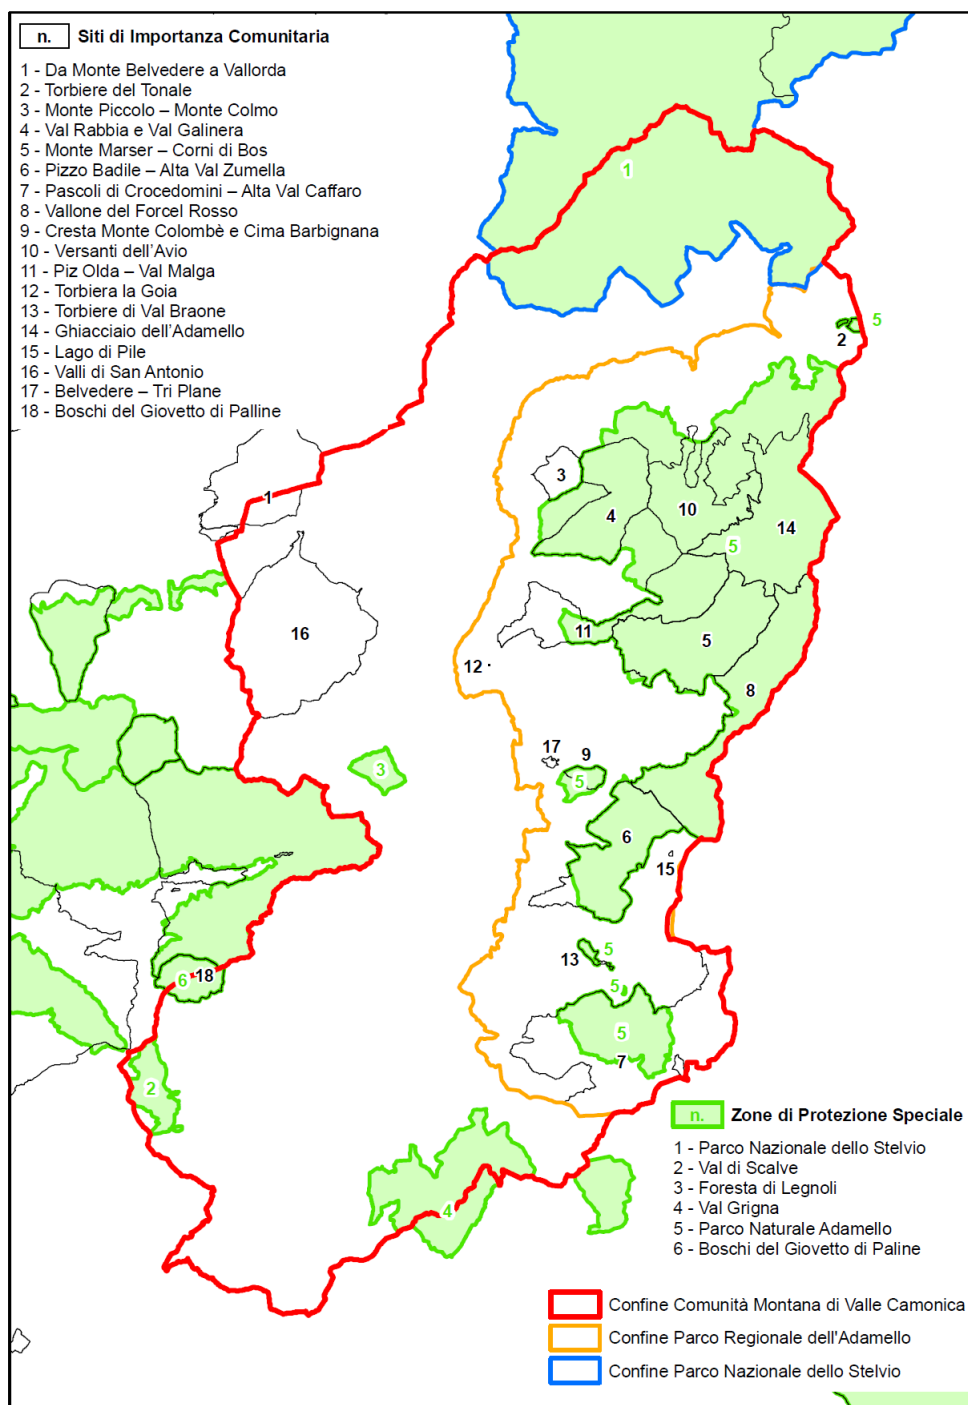 n. Siti di Importanza Comunitaria
1 - Da Monte Belvedere a Vallorda
2 - Torbiere del Tonale
3 - Monte Piccolo – Monte Colmo
4 - Val Rabbia e Val Galinera
5 - Monte Marser – Corni di Bos
6 - Pizzo Badile – Alta Val Zumella
7 - Pascoli di Crocedomini – Alta Val Caffaro
8 - Vallone del Forcel Rosso
9 - Cresta Monte Colombè e Cima Barbignana
10 - Versanti dell'Avio
11 - Piz Olda – Val Malga
12 - Torbiera la Goia
13 - Torbiere di Val Braone
14 - Ghiacciaio dell'Adamello
15 - Lago di Pile
16 - Valli di San Antonio
17 - Belvedere – Tri Plane
18 - Boschi del Giovetto di Palline
1
5
2
3
1
10
4
14
5
16
11
5
12
8
17
9
3
5
6
15
13
5
6 18
5
5
7
2
4
n. Zone di Protezione Speciale
1 - Parco Nazionale dello Stelvio
2 - Val di Scalve
3 - Foresta di Legnoli
4 - Val Grigna
5 - Parco Naturale Adamello
6 - Boschi del Giovetto di Paline
Confine Comunità Montana di Valle Camonica
Confine Parco Regionale dell'Adamello
Confine Parco Nazionale dello Stelvio